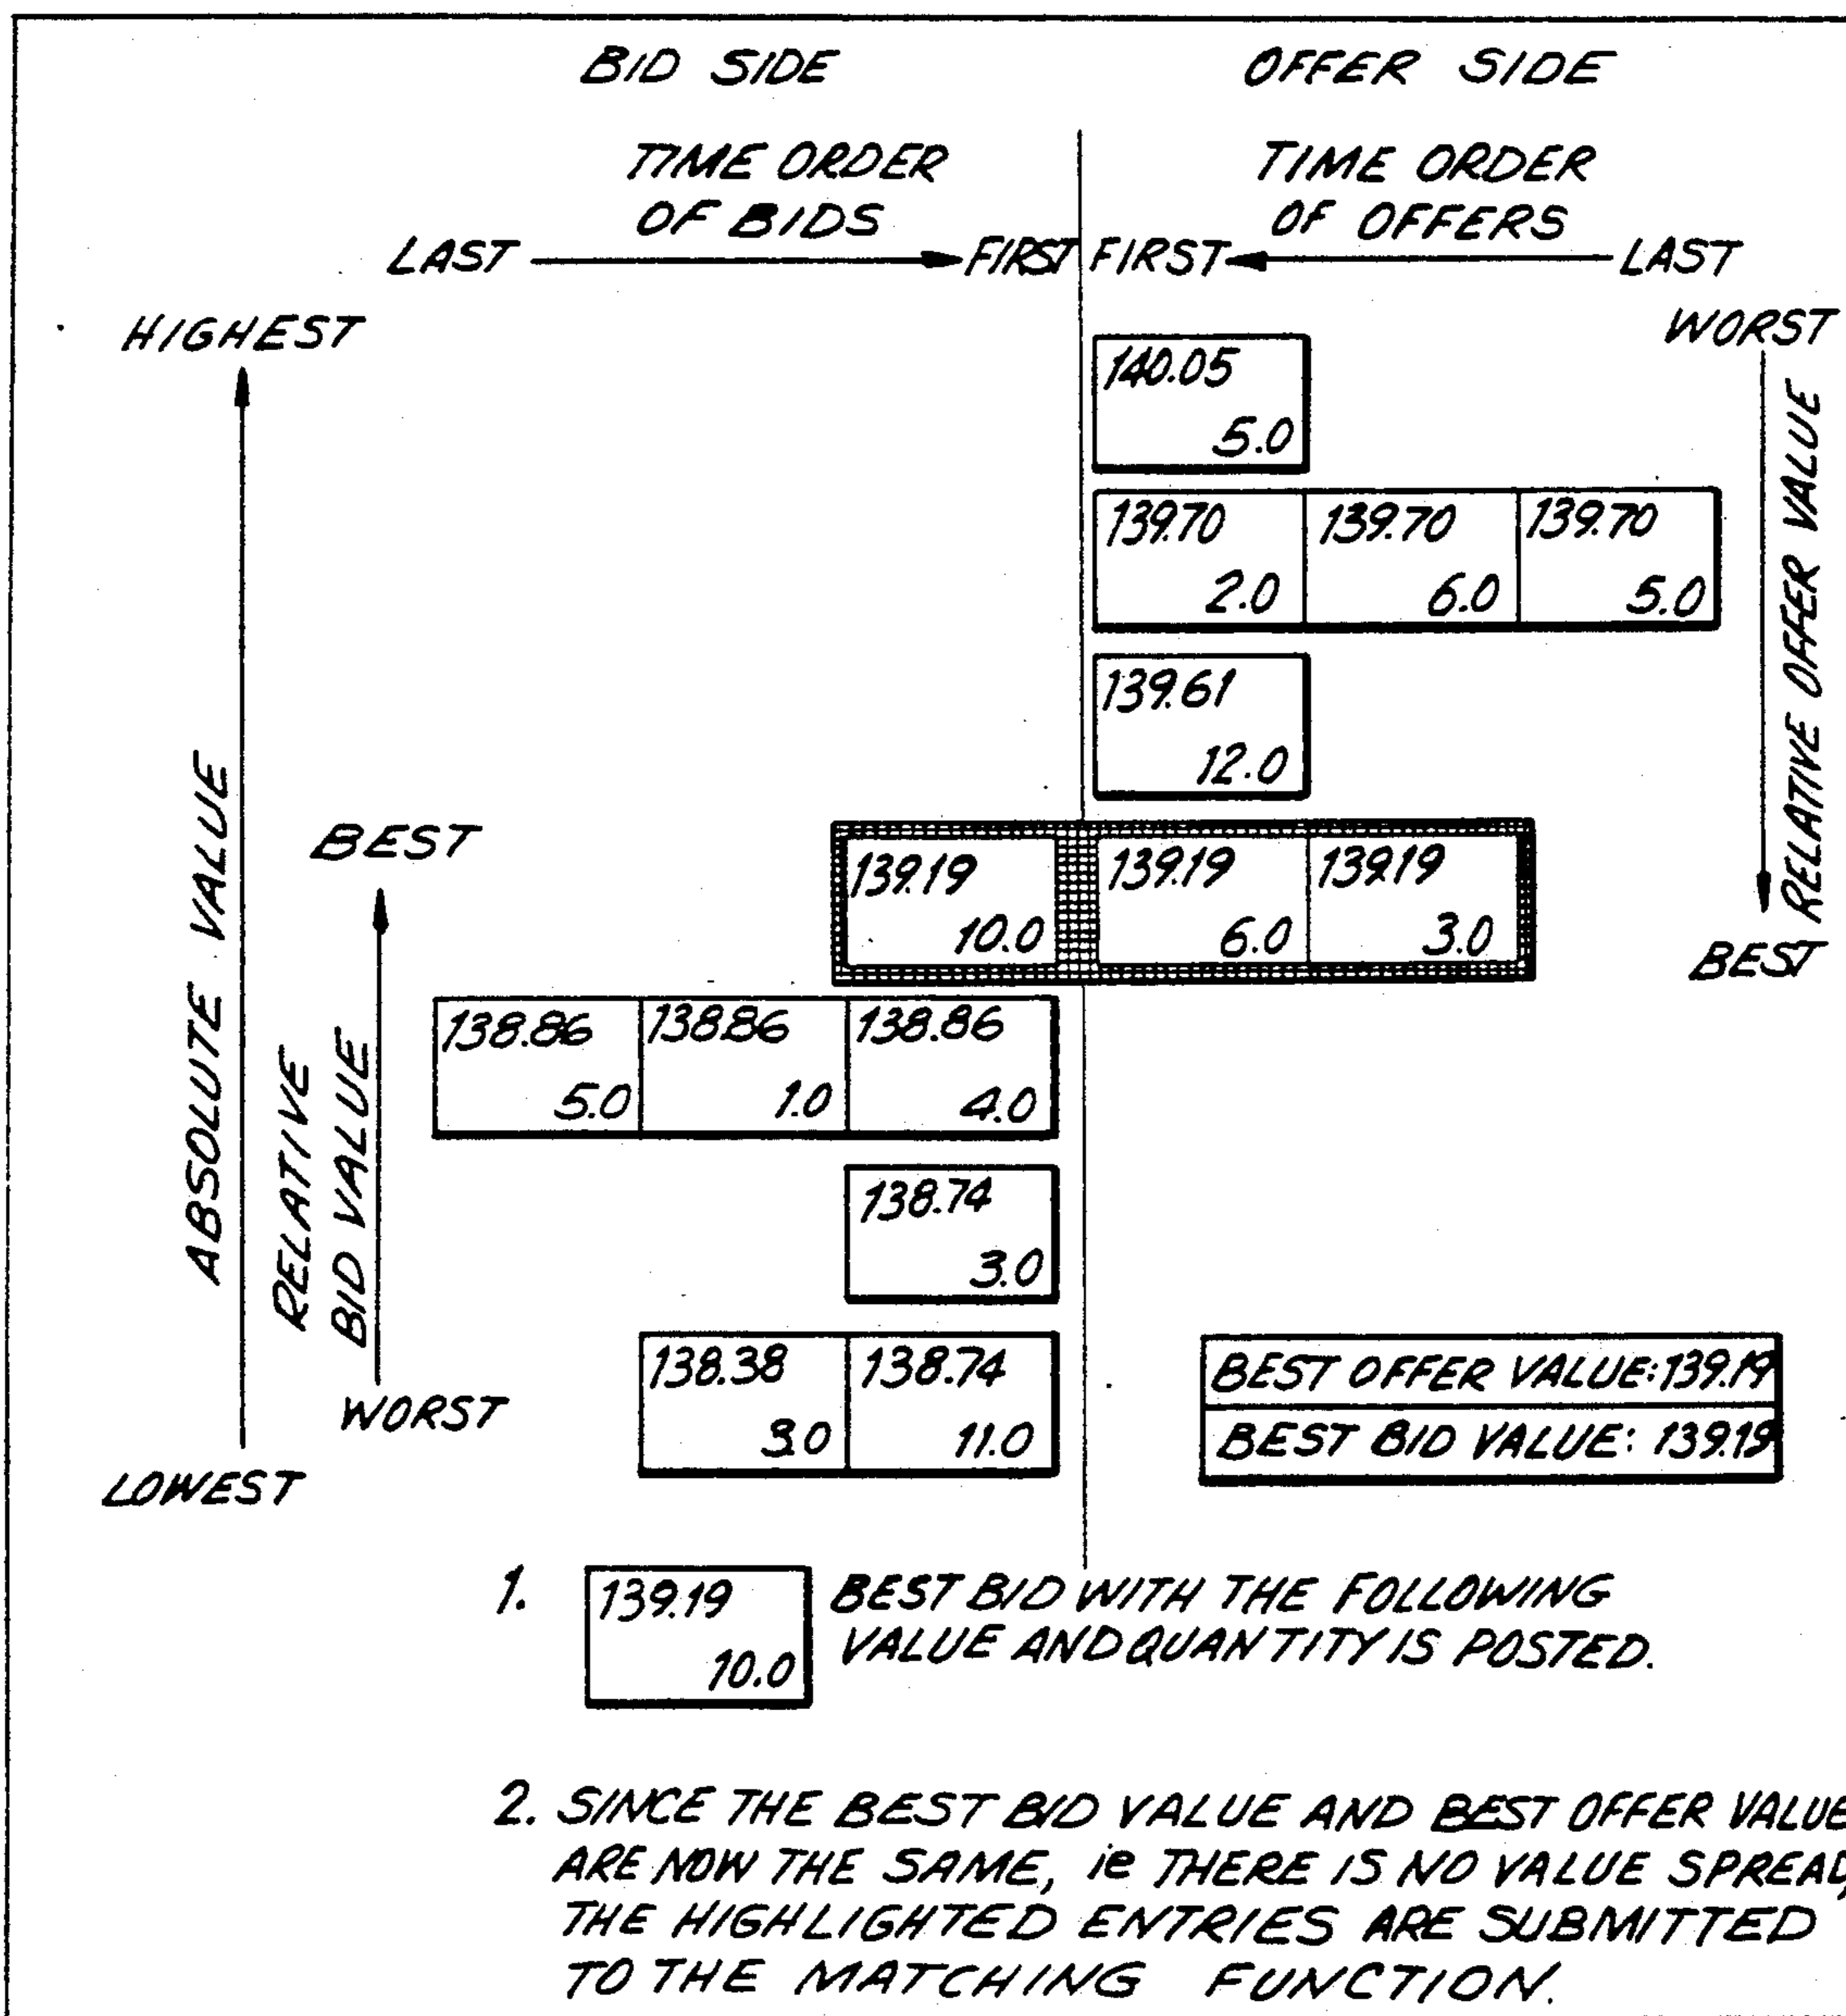 BID SIDE
OFFER SIDE
TIME ORDER
OF BIDS
TIME ORDER
OF OFFERS
LAST
FIRST
FIRST
LAST
HIGHEST
WORST
140.05
5.0
139.70
139.70
139.70
2.0
6.0
5.0
139.61
12.0
ABSOLUTE VALUE
RELATIVE OFFER VALUE
BEST
139.19
139.19
139.19
10.0
6.0
3.0
BEST
138.86
138.86
138.86
5.0
1.0
4.0
RELATIVE
BID VALUE
138.74
3.0
138.38
138.74
3.0
11.0
WORST
LOWEST
BEST OFFER VALUE: 139.19
BEST BID VALUE: 139.19
1.
139.19
10.0
BEST BID WITH THE FOLLOWING
VALUE AND QUANTITY IS POSTED.
2. SINCE THE BEST BID VALUE AND BEST OFFER VALUE
ARE NOW THE SAME, ie THERE IS NO VALUE SPREAD,
THE HIGHLIGHTED ENTRIES ARE SUBMITTED
TO THE MATCHING FUNCTION.